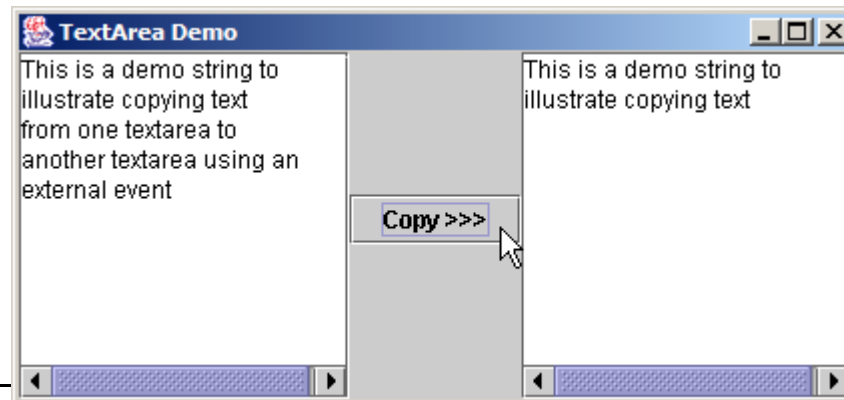 TextArea Demo
This is a demo string to
illustrate copying text
from one textarea to
another textarea using an
external event
Copy >>>
This is a demo string to
illustrate copying text